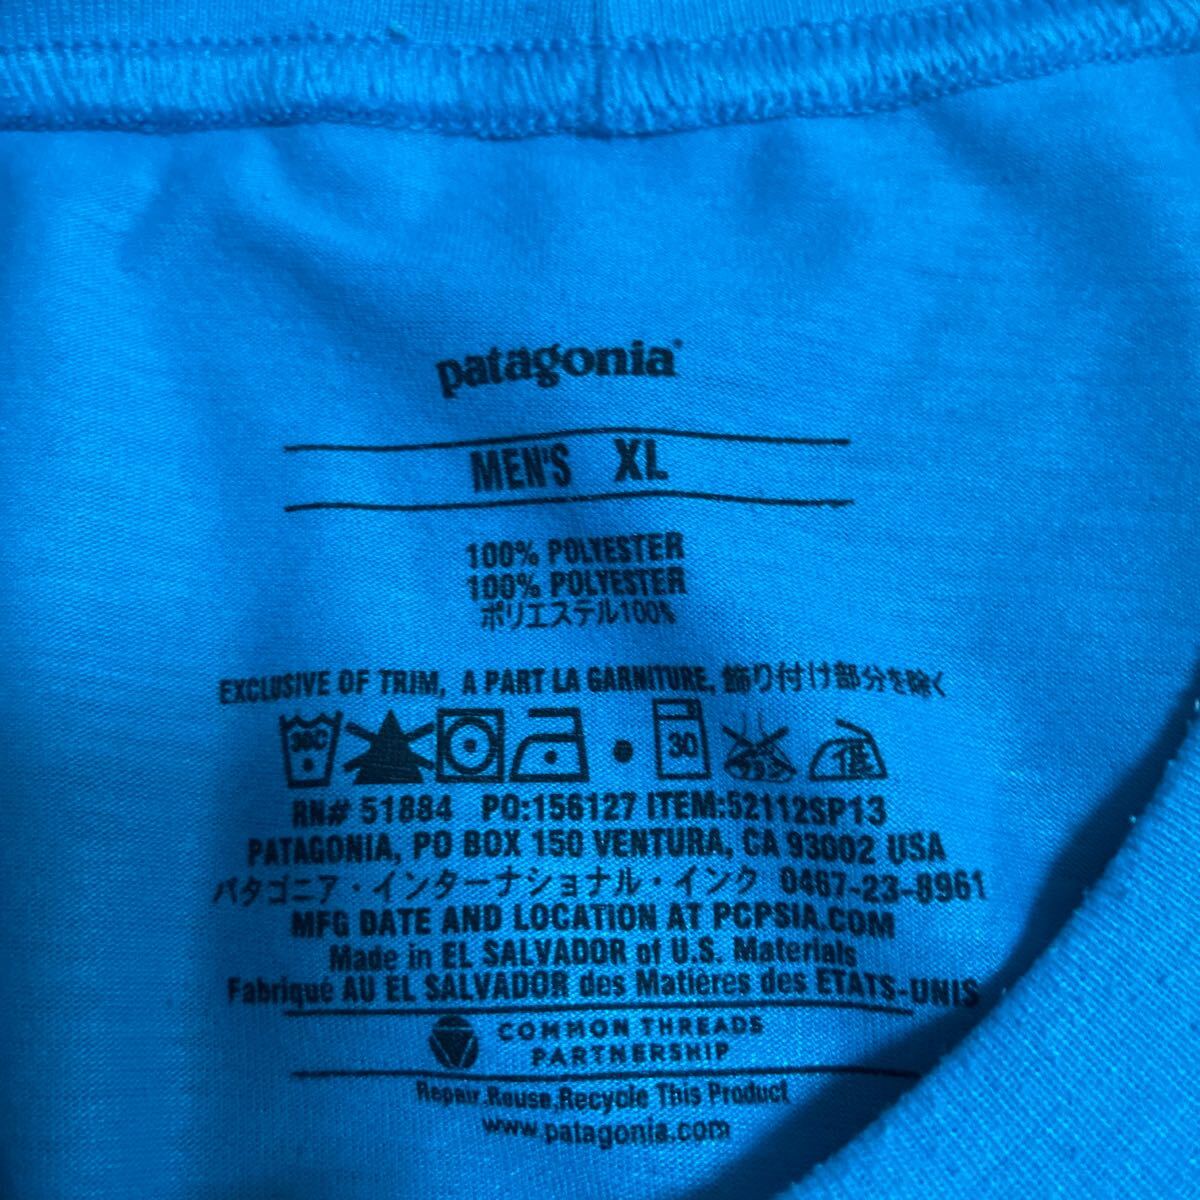 patagonia®
MEN'S XL
100% POLYESTER
100% POLYESTER
ポリエステル100%
EXCLUSIVE OF TRIM, A PART LA GARNITURE, 飾り付け部分を除く
30C 30 低
RN# 51884 PO:156127 ITEM:52112SP13
PATAGONIA, PO BOX 150 VENTURA, CA 93002 USA
パタゴニア・インターナショナル・インク 0467-23-8961
MFG DATE AND LOCATION AT PCPSIA.COM
Made in EL SALVADOR of U.S. Materials
Fabriqué AU EL SALVADOR des Matières des ETATS-UNIS
COMMON THREADS
PARTNERSHIP
Repair,Reuse,Recycle This Product
www.patagonia.com